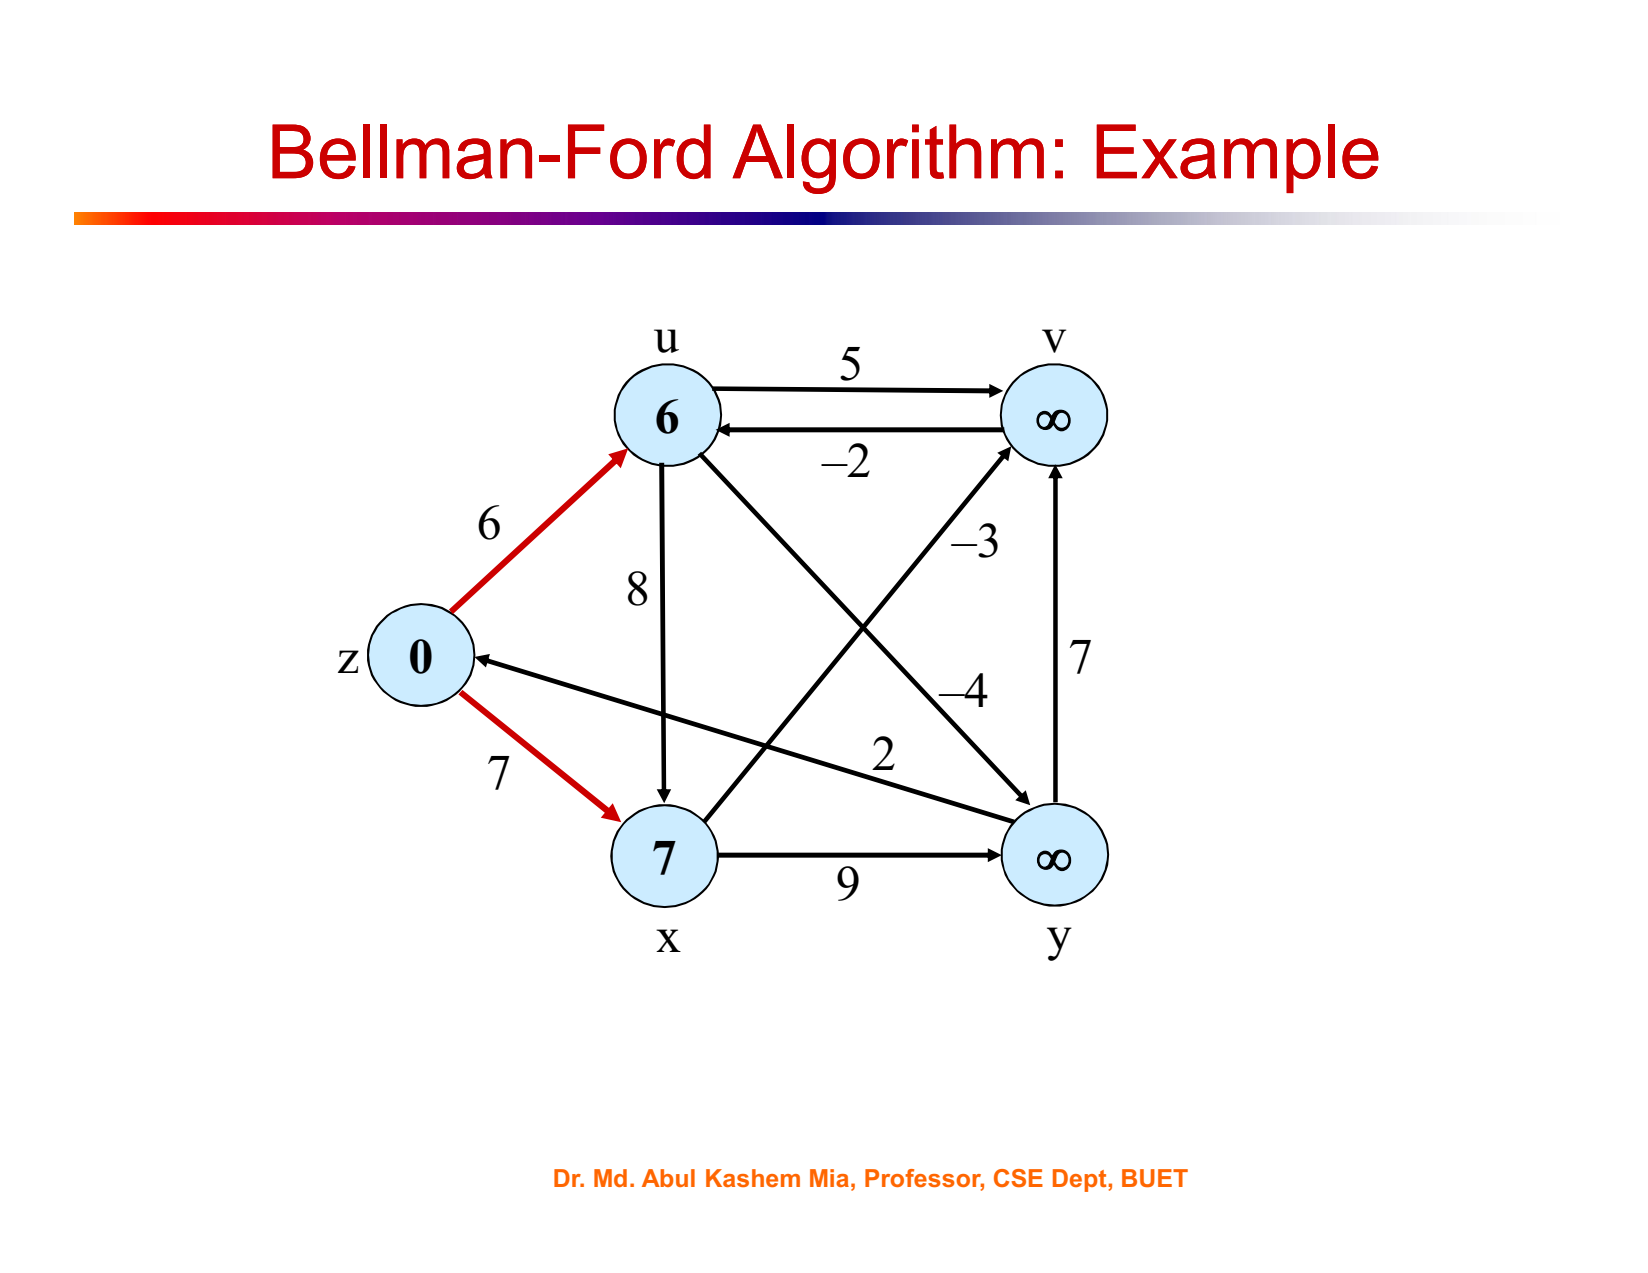 Bellman-Ford Algorithm: Example
u
v
5
6
∞
–2
6
–3
8
z
0
7
–4
2
7
7
∞
9
x
y
Dr. Md. Abul Kashem Mia, Professor, CSE Dept, BUET